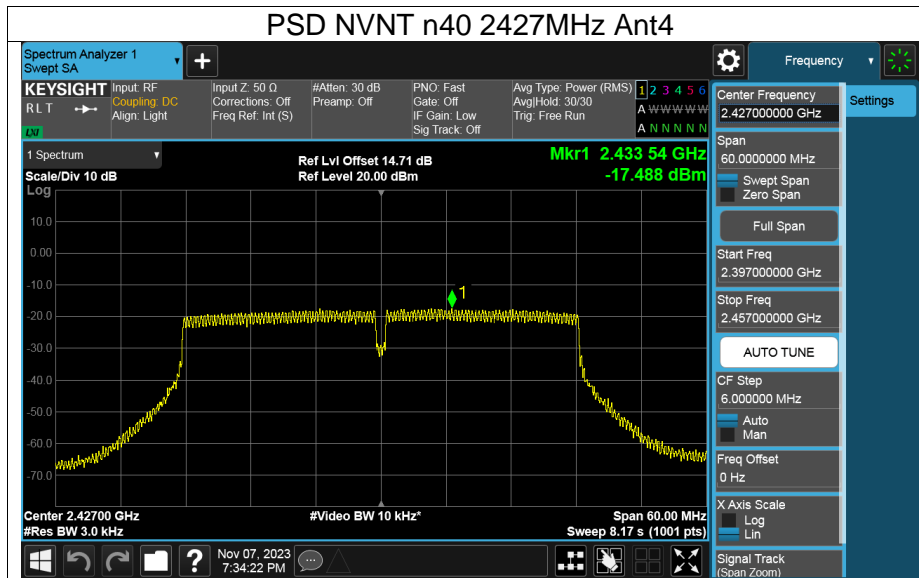 PSD NVNT n40 2427MHz Ant4
Spectrum Analyzer 1
Swept SA
+
Frequency
KEYSIGHT
R L T
LXI
Input: RF
Coupling: DC
Align: Light
Input Z: 50 Ω
Corrections: Off
Freq Ref: Int (S)
#Atten: 30 dB
Preamp: Off
PNO: Fast
Gate: Off
IF Gain: Low
Sig Track: Off
Avg Type: Power (RMS)
Avg|Hold: 30/30
Trig: Free Run
1 2 3 4 5 6
A W W W W W
A N N N N N
1 Spectrum
Scale/Div 10 dB
Log
Ref Lvl Offset 14.71 dB
Ref Level 20.00 dBm
Mkr1 2.433 54 GHz
-17.488 dBm
10.0
0.00
-10.0
-20.0
-30.0
-40.0
-50.0
-60.0
-70.0
1
Center 2.42700 GHz
#Res BW 3.0 kHz
#Video BW 10 kHz*
Span 60.00 MHz
Sweep 8.17 s (1001 pts)
Center Frequency
2.427000000 GHz
Settings
Span
60.0000000 MHz
Swept Span
Zero Span
Full Span
Start Freq
2.397000000 GHz
Stop Freq
2.457000000 GHz
AUTO TUNE
CF Step
6.000000 MHz
Auto
Man
Freq Offset
0 Hz
X Axis Scale
Log
Lin
Signal Track
(Span Zoom)
?
Nov 07, 2023
7:34:22 PM